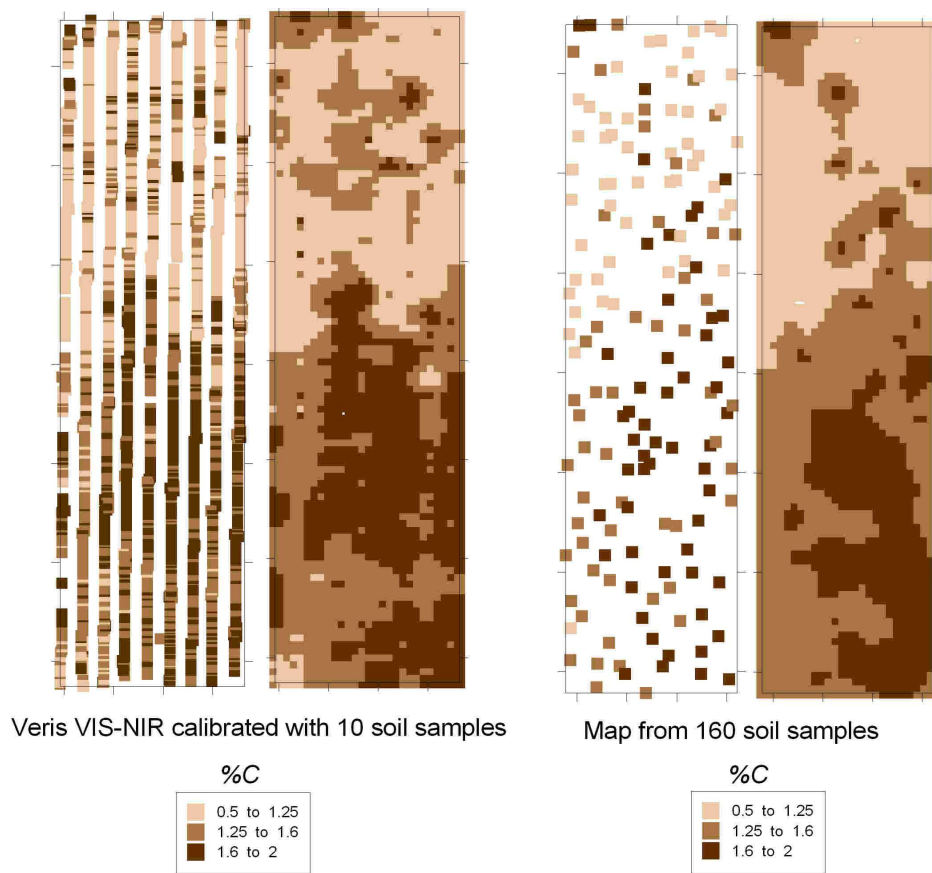 Veris VIS-NIR calibrated with 10 soil samples
%C
0.5 to 1.25
1.25 to 1.6
1.6 to 2
Map from 160 soil samples
%C
0.5 to 1.25
1.25 to 1.6
1.6 to 2